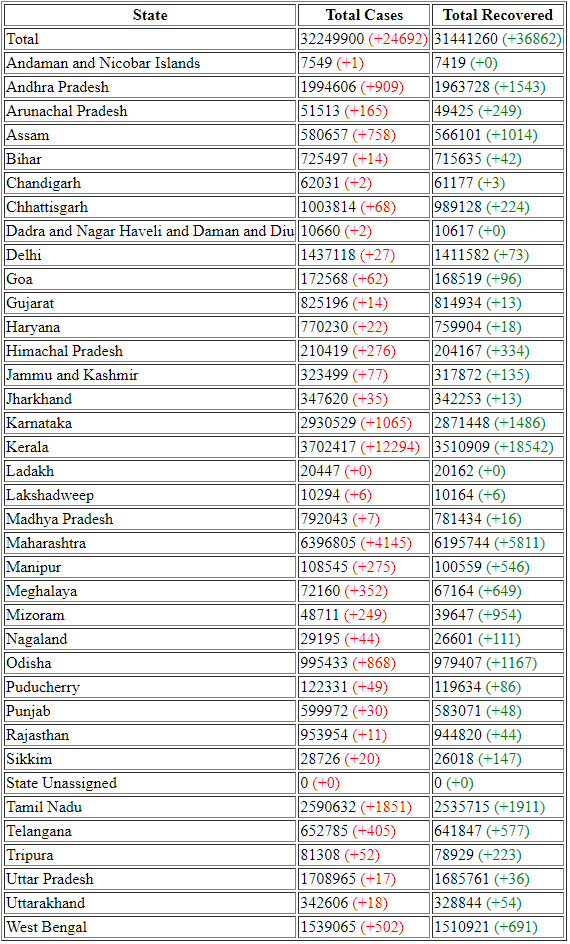 State Total Cases Total Recovered
Total 32249900 (+24692) 31441260 (+36862)
Andaman and Nicobar Islands 7549 (+1) 7419 (+0)
Andhra Pradesh 1994606 (+909) 1963728 (+1543)
Arunachal Pradesh 51513 (+165) 49425 (+249)
Assam 580657 (+758) 566101 (+1014)
Bihar 725497 (+14) 715635 (+42)
Chandigarh 62031 (+2) 61177 (+3)
Chhattisgarh 1003814 (+68) 989128 (+224)
Dadra and Nagar Haveli and Daman and Diu 10660 (+2) 10617 (+0)
Delhi 1437118 (+27) 1411582 (+73)
Goa 172568 (+62) 168519 (+96)
Gujarat 825196 (+14) 814934 (+13)
Haryana 770230 (+22) 759904 (+18)
Himachal Pradesh 210419 (+276) 204167 (+334)
Jammu and Kashmir 323499 (+77) 317872 (+135)
Jharkhand 347620 (+35) 342253 (+13)
Karnataka 2930529 (+1065) 2871448 (+1486)
Kerala 3702417 (+12294) 3510909 (+18542)
Ladakh 20447 (+0) 20162 (+0)
Lakshadweep 10294 (+6) 10164 (+6)
Madhya Pradesh 792043 (+7) 781434 (+16)
Maharashtra 6396805 (+4145) 6195744 (+5811)
Manipur 108545 (+275) 100559 (+546)
Meghalaya 72160 (+352) 67164 (+649)
Mizoram 48711 (+249) 39647 (+954)
Nagaland 29195 (+44) 26601 (+111)
Odisha 995433 (+868) 979407 (+1167)
Puducherry 122331 (+49) 119634 (+86)
Punjab 599972 (+30) 583071 (+48)
Rajasthan 953954 (+11) 944820 (+44)
Sikkim 28726 (+20) 26018 (+147)
State Unassigned 0 (+0) 0 (+0)
Tamil Nadu 2590632 (+1851) 2535715 (+1911)
Telangana 652785 (+405) 641847 (+577)
Tripura 81308 (+52) 78929 (+223)
Uttar Pradesh 1708965 (+17) 1685761 (+36)
Uttarakhand 342606 (+18) 328844 (+54)
West Bengal 1539065 (+502) 1510921 (+691)